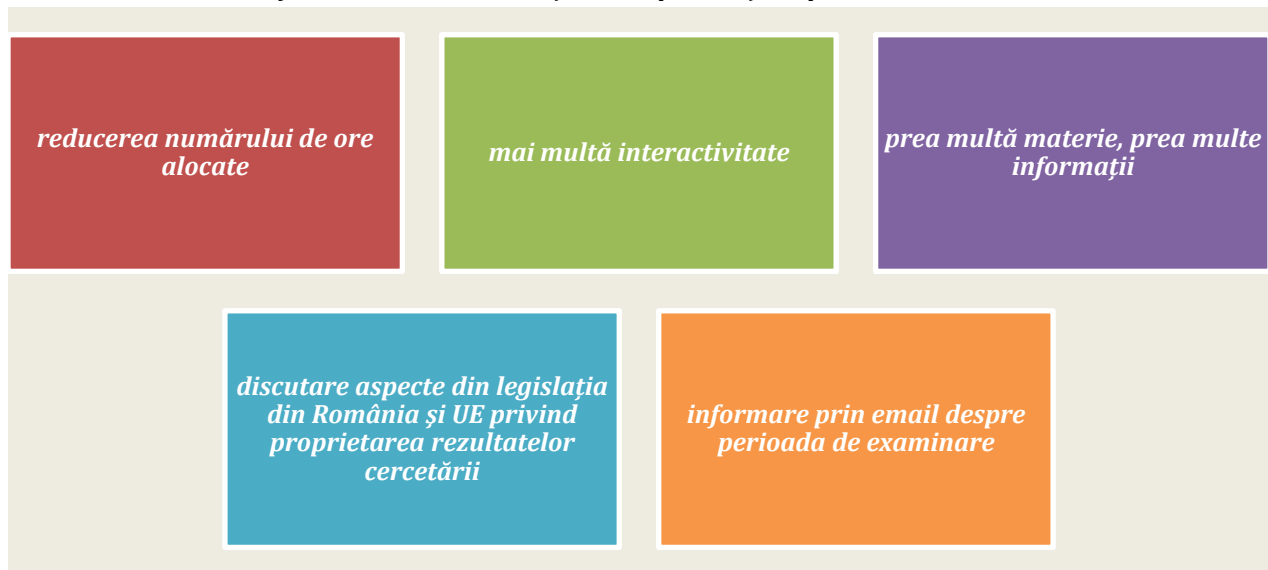 reducerea numărului de ore
alocate
mai multă interactivitate
prea multă materie, prea multe
informații
discutare aspecte din legislația
din România și UE privind
proprietarea rezultatelor
cercetării
informare prin email despre
perioada de examinare